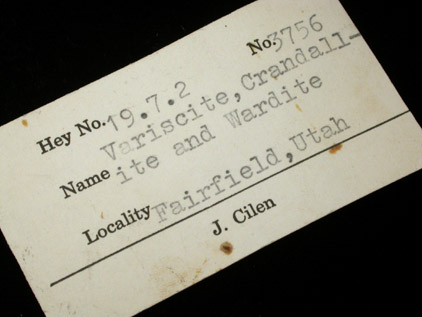 Hey No. 19.7.2 No. 3756
Variscite, Crandall-
Name ite and Wardite
Locality Fairfield, Utah
J. Cilen